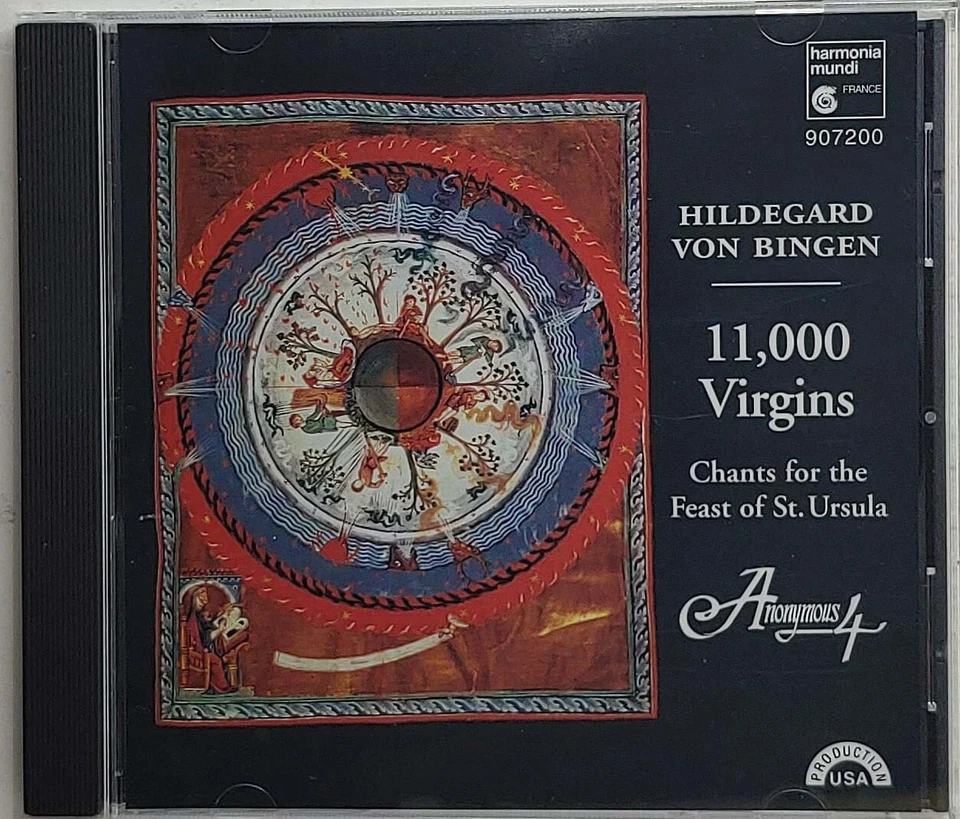 harmonia
mundi
FRANCE
907200
HILDEGARD
VON BINGEN
11,000
Virgins
Chants for the
Feast of St. Ursula
Anonymous 4
PRODUCTION
USA